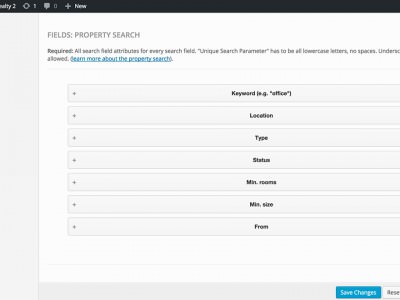 ealty 2 1 0 + New
FIELDS: PROPERTY SEARCH
Required: All search field attributes for every search field. "Unique Search Parameter" has to be all lowercase letters, no spaces. Undersc
allowed. (learn more about the property search).
+ Keyword (e.g. "office")
+ Location
+ Type
+ Status
+ Min. rooms
+ Min. size
+ From
Save Changes Rese